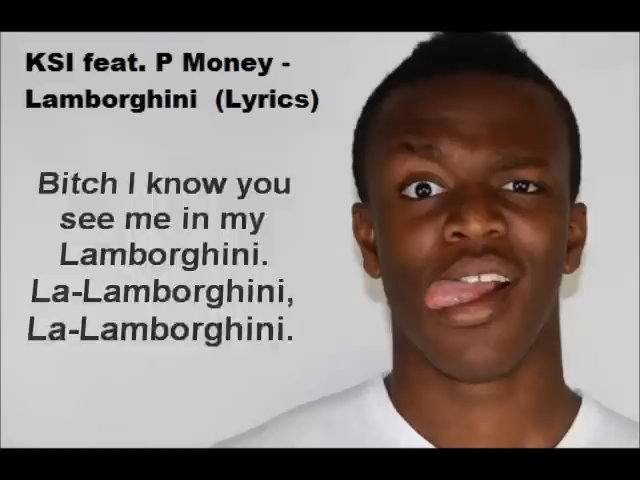 KSI feat. P Money -
Lamborghini (Lyrics)
Bitch I know you
see me in my
Lamborghini.
La-Lamborghini,
La-Lamborghini.